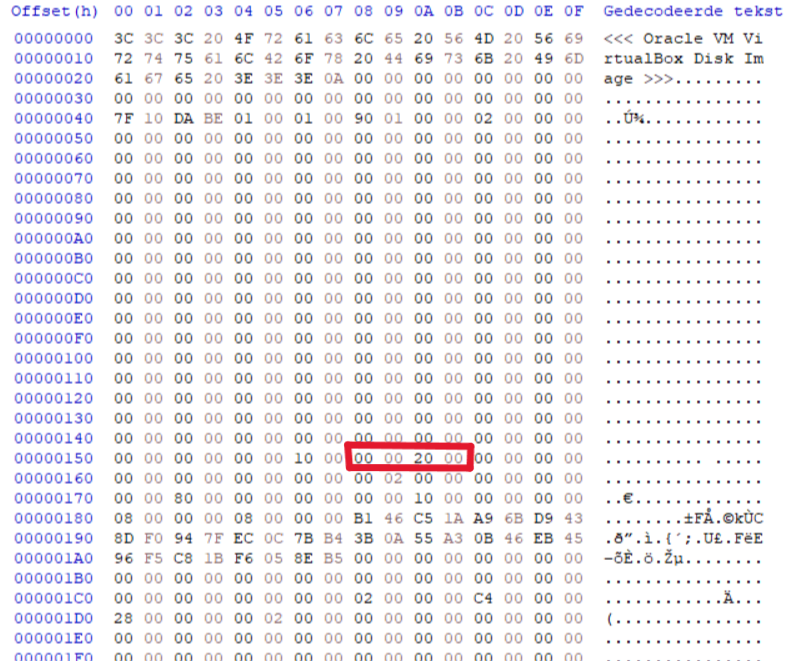 Offset(h) 00 01 02 03 04 05 06 07 08 09 0A 0B 0C 0D 0E 0F Gedecodeerde tekst
00000000 3C 3C 3C 20 4F 72 61 63 6C 65 20 56 4D 20 56 69 <<< Oracle VM Vi
00000010 72 74 75 61 6C 42 6F 78 20 44 69 73 6B 20 49 6D rtualBox Disk Im
00000020 61 67 65 20 3E 3E 3E 0A 00 00 00 00 00 00 00 00 age >>>.........
00000030 00 00 00 00 00 00 00 00 00 00 00 00 00 00 00 00 ................
00000040 7F 10 DA BE 01 00 01 00 90 01 00 00 02 00 00 00 ..Ú¾............
00000050 00 00 00 00 00 00 00 00 00 00 00 00 00 00 00 00 ................
00000060 00 00 00 00 00 00 00 00 00 00 00 00 00 00 00 00 ................
00000070 00 00 00 00 00 00 00 00 00 00 00 00 00 00 00 00 ................
00000080 00 00 00 00 00 00 00 00 00 00 00 00 00 00 00 00 ................
00000090 00 00 00 00 00 00 00 00 00 00 00 00 00 00 00 00 ................
000000A0 00 00 00 00 00 00 00 00 00 00 00 00 00 00 00 00 ................
000000B0 00 00 00 00 00 00 00 00 00 00 00 00 00 00 00 00 ................
000000C0 00 00 00 00 00 00 00 00 00 00 00 00 00 00 00 00 ................
000000D0 00 00 00 00 00 00 00 00 00 00 00 00 00 00 00 00 ................
000000E0 00 00 00 00 00 00 00 00 00 00 00 00 00 00 00 00 ................
000000F0 00 00 00 00 00 00 00 00 00 00 00 00 00 00 00 00 ................
00000100 00 00 00 00 00 00 00 00 00 00 00 00 00 00 00 00 ................
00000110 00 00 00 00 00 00 00 00 00 00 00 00 00 00 00 00 ................
00000120 00 00 00 00 00 00 00 00 00 00 00 00 00 00 00 00 ................
00000130 00 00 00 00 00 00 00 00 00 00 00 00 00 00 00 00 ................
00000140 00 00 00 00 00 00 00 00 00 00 00 00 00 00 00 00 ................
00000150 00 00 00 00 00 00 10 00 00 00 20 00 00 00 00 00 .......... .....
00000160 00 00 00 00 00 00 00 00 00 02 00 00 00 00 00 00 ................
00000170 00 00 80 00 00 00 00 00 00 00 10 00 00 00 00 00 ..€.............
00000180 08 00 00 00 08 00 00 00 B1 46 C5 1A A9 6B D9 43 ........±FÅ.©kÙC
00000190 8D F0 94 7F EC 0C 7B B4 3B 0A 55 A3 0B 46 EB 45 .ð”.ì.{´;.U£.FëE
000001A0 96 F5 C8 1B F6 05 8E B5 00 00 00 00 00 00 00 00 –õÈ.ö.Žµ........
000001B0 00 00 00 00 00 00 00 00 00 00 00 00 00 00 00 00 ................
000001C0 00 00 00 00 00 00 00 00 02 00 00 00 C4 00 00 00 ............Ä...
000001D0 28 00 00 00 00 02 00 00 00 00 00 00 00 00 00 00 (...............
000001E0 00 00 00 00 00 00 00 00 00 00 00 00 00 00 00 00 ................
000001F0 00 00 00 00 00 00 00 00 00 00 00 00 00 00 00 00 ................